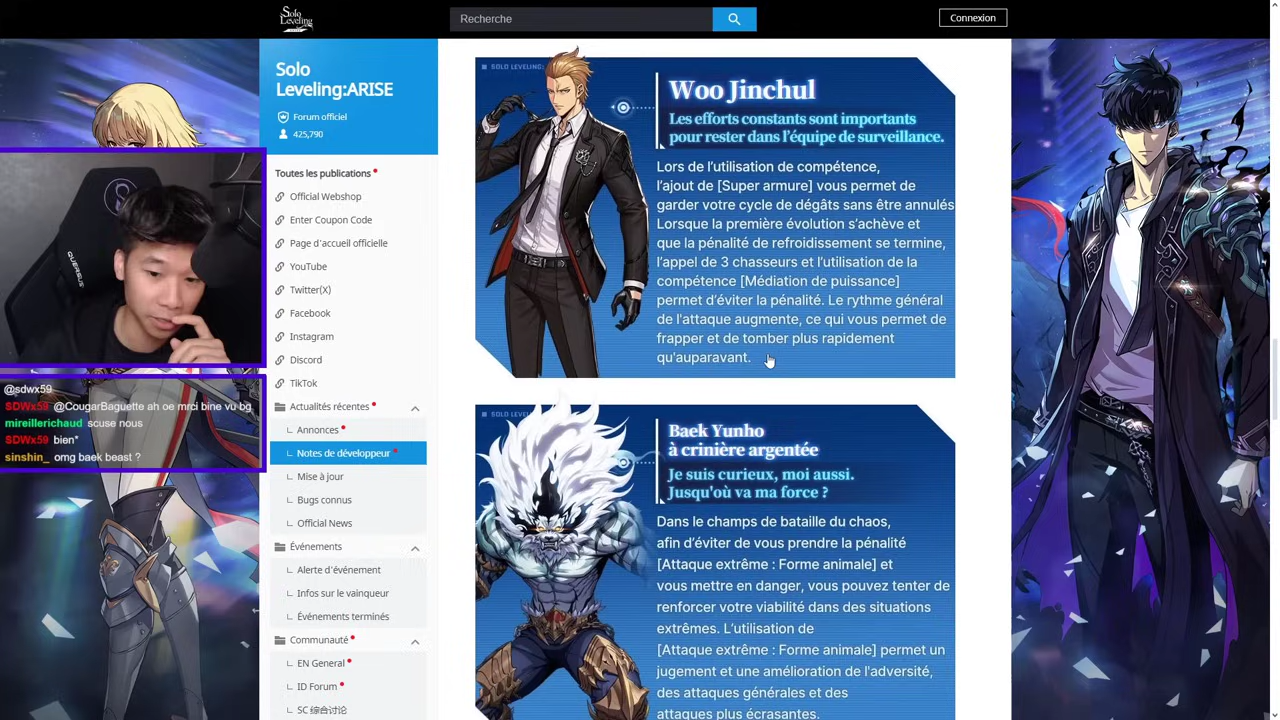 Solo
Leveling
Recherche
Connexion
Solo
Leveling:ARISE
Forum officiel
425,790
Toutes les publications
Official Webshop
Enter Coupon Code
Page d'accueil officielle
YouTube
Twitter(X)
Facebook
Instagram
Discord
TikTok
Actualités récentes
Annonces
Notes de développeur
Mise à jour
Bugs connus
Official News
Événements
Alerte d'événement
Infos sur le vainqueur
Événements terminés
Communauté
EN General
ID Forum
SC 综合讨论
QUERSUS
@sdwx59
SDWx59 @CougarBaguette ah oe mrci bine vu bg
mireillerichaud scuse nous
SDWx59 bien*
sinshin_ omg baek beast ?
SOLO LEVELING:
Woo Jinchul
Les efforts constants sont importants
pour rester dans l'équipe de surveillance.
Lors de l'utilisation de compétence,
l'ajout de [Super armure] vous permet de
garder votre cycle de dégâts sans être annulés
Lorsque la première évolution s'achève et
que la pénalité de refroidissement se termine,
l'appel de 3 chasseurs et l'utilisation de la
compétence [Médiation de puissance]
permet d'éviter la pénalité. Le rythme général
de l'attaque augmente, ce qui vous permet de
frapper et de tomber plus rapidement
qu'auparavant.
SOLO LEVEL
Baek Yunho
à crinière argentée
Je suis curieux, moi aussi.
Jusqu'où va ma force ?
Dans le champs de bataille du chaos,
afin d'éviter de vous prendre la pénalité
[Attaque extrême : Forme animale] et
vous mettre en danger, vous pouvez tenter de
renforcer votre viabilité dans des situations
extrêmes. L'utilisation de
[Attaque extrême : Forme animale] permet un
jugement et une amélioration de l'adversité,
des attaques générales et des
attaques plus écrasantes.